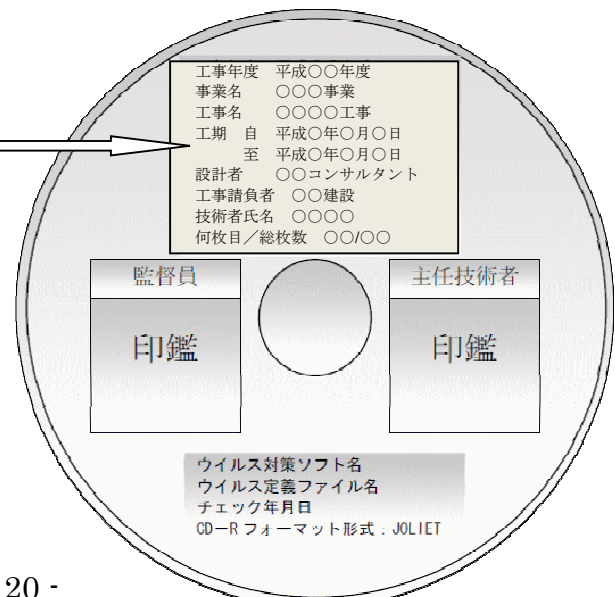 工事年度　平成○○年度
事業名　　○○○事業
工事名　　○○○○工事
工期　自　平成○年○月○日
　　　至　平成○年○月○日
設計者　　○○コンサルタント
工事請負者　○○建設
技術者氏名　○○○○
何枚目／総枚数　○○/○○
監督員　主任技術者
印鑑　印鑑
ウイルス対策ソフト名
ウイルス定義ファイル名
チェック年月日
CD－Rフォーマット形式：JOLIET
20 -